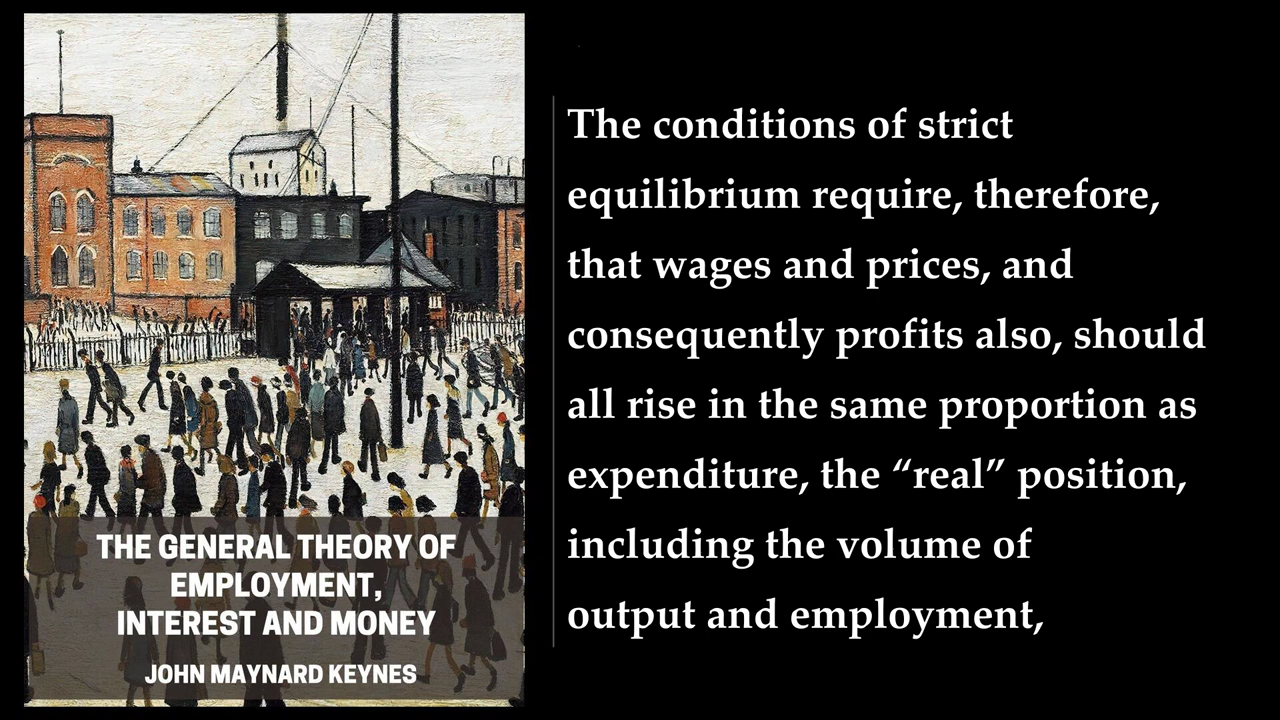 THE GENERAL THEORY OF
EMPLOYMENT,
INTEREST AND MONEY
JOHN MAYNARD KEYNES
The conditions of strict
equilibrium require, therefore,
that wages and prices, and
consequently profits also, should
all rise in the same proportion as
expenditure, the “real” position,
including the volume of
output and employment,